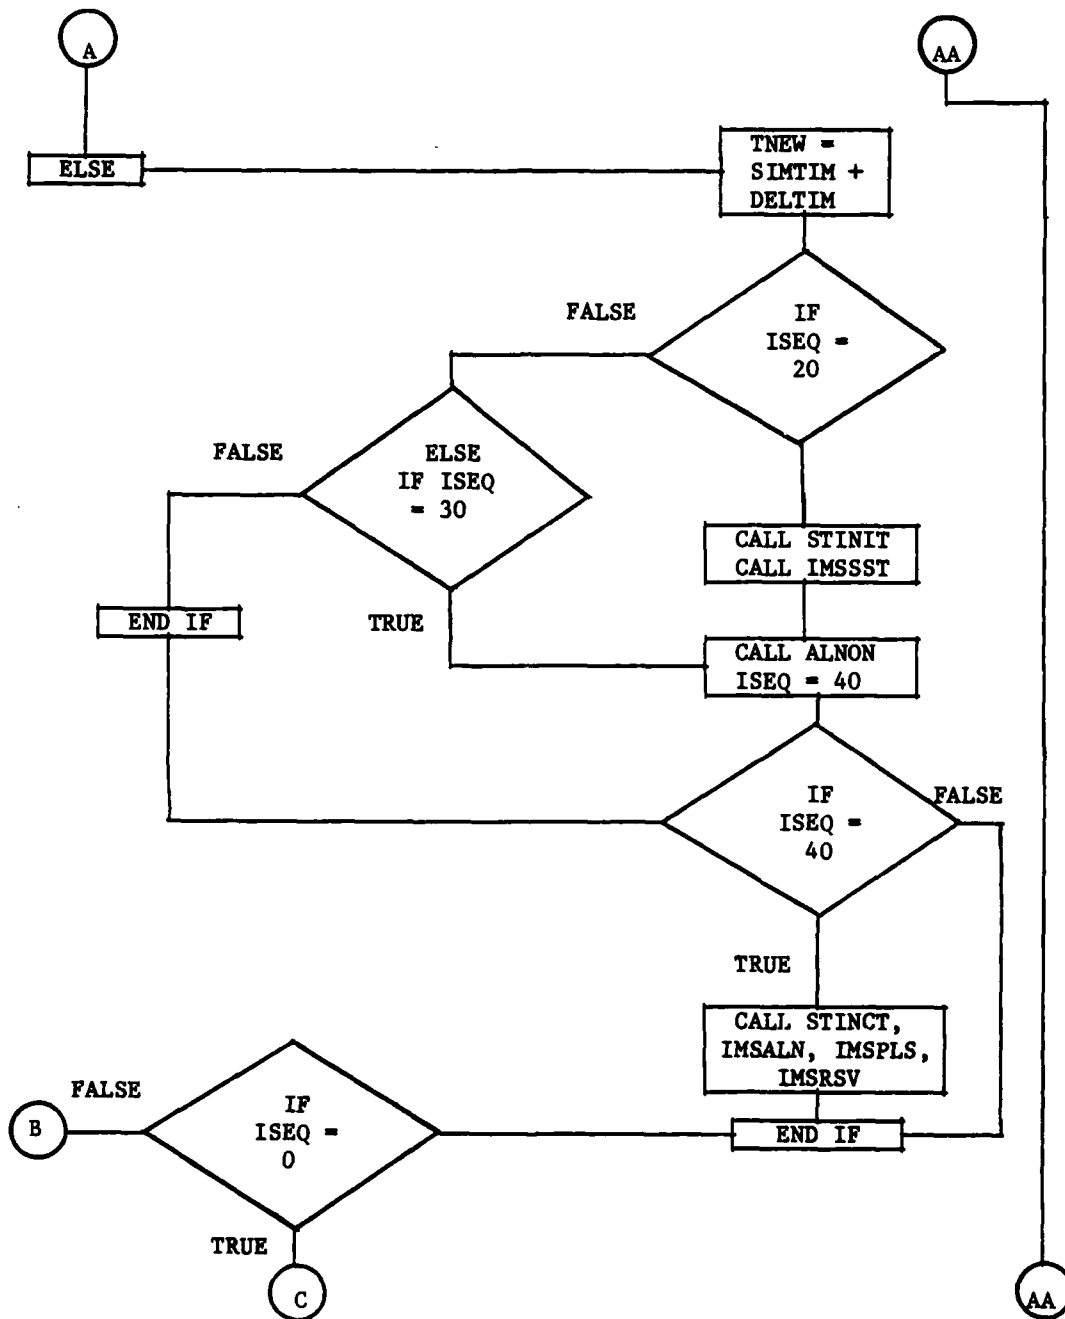 A
AA
ELSE
TNEW =
SIMTIM +
DELTIM
FALSE
IF
ISEQ =
20
FALSE
ELSE
IF ISEQ
= 30
CALL STINIT
CALL IMSSST
END IF
TRUE
CALL ALNON
ISEQ = 40
IF
ISEQ =
40
FALSE
TRUE
CALL STINCT,
IMSALN, IMSPLS,
IMSRSV
FALSE
B
IF
ISEQ =
0
END IF
TRUE
C
AA